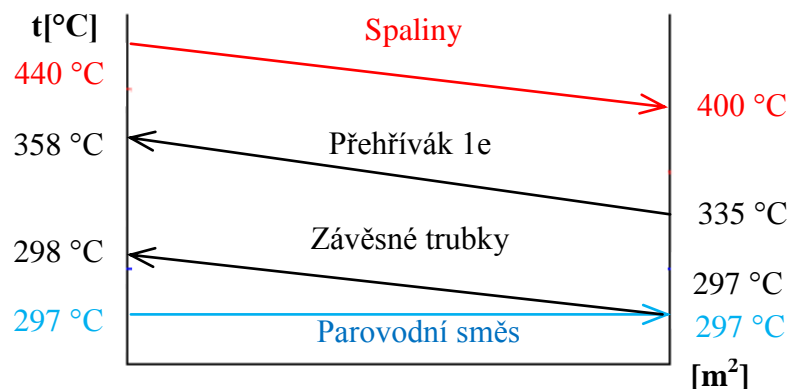 t[°C]
Spaliny
440 °C
400 °C
358 °C
Přehřívák 1e
335 °C
Závěsné trubky
298 °C
297 °C
297 °C
Parovodní směs
297 °C
[m²]